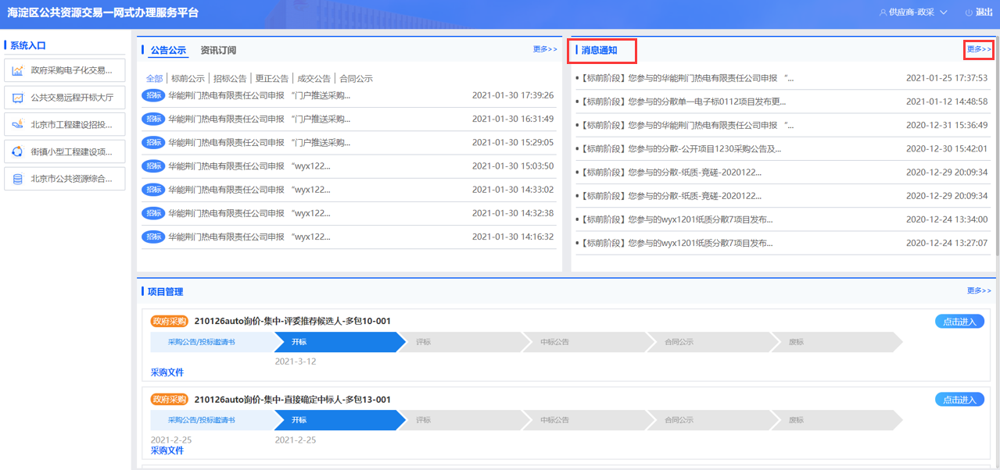 海淀区公共资源交易一网式办理服务平台
供应商-政采
退出
系统入口
政府采购电子化交易...
公共交易远程开标大厅
北京市工程建设招投...
街镇小型工程建设项...
北京市公共资源综合...
公告公示 资讯订阅 更多>>
全部 标前公示 招标公告 更正公告 成交公告 合同公示
招标 华能荆门热电有限责任公司申报 “门户推送采购... 2021-01-30 17:39:26
招标 华能荆门热电有限责任公司申报 “门户推送采购... 2021-01-30 16:31:49
招标 华能荆门热电有限责任公司申报 “门户推送采购... 2021-01-30 15:29:05
招标 华能荆门热电有限责任公司申报 “wyx122... 2021-01-30 15:03:50
招标 华能荆门热电有限责任公司申报 “wyx122... 2021-01-30 14:33:02
招标 华能荆门热电有限责任公司申报 “wyx122... 2021-01-30 14:32:38
招标 华能荆门热电有限责任公司申报 “wyx122... 2021-01-30 14:16:32
消息通知 更多>>
【标前阶段】您参与的华能荆门热电有限责任公司申报 “... 2021-01-25 17:37:53
【标前阶段】您参与的分散单一电子标0112项目发布更... 2021-01-12 14:48:58
【标前阶段】您参与的华能荆门热电有限责任公司申报 “... 2020-12-31 15:36:49
【标前阶段】您参与的分散-公开项目1230采购公告及... 2020-12-30 15:42:01
【标前阶段】您参与的分散-纸质-竞磋-2020122... 2020-12-29 20:09:34
【标前阶段】您参与的分散-纸质-竞磋-2020122... 2020-12-29 20:09:34
【标前阶段】您参与的wyx1201纸质分散7项目发布... 2020-12-24 13:34:00
【标前阶段】您参与的wyx1201纸质分散7项目发布... 2020-12-24 13:27:07
项目管理 更多>>
政府采购 210126auto询价-集中-评委推荐候选人-多包10-001 点击进入
采购公告/投标邀请书 开标 评标 中标公告 合同公示 废标
2021-3-12
采购文件
政府采购 210126auto询价-集中-直接确定中标人-多包13-001 点击进入
采购公告/投标邀请书 开标 评标 中标公告 合同公示 废标
2021-2-25 2021-2-25
采购文件